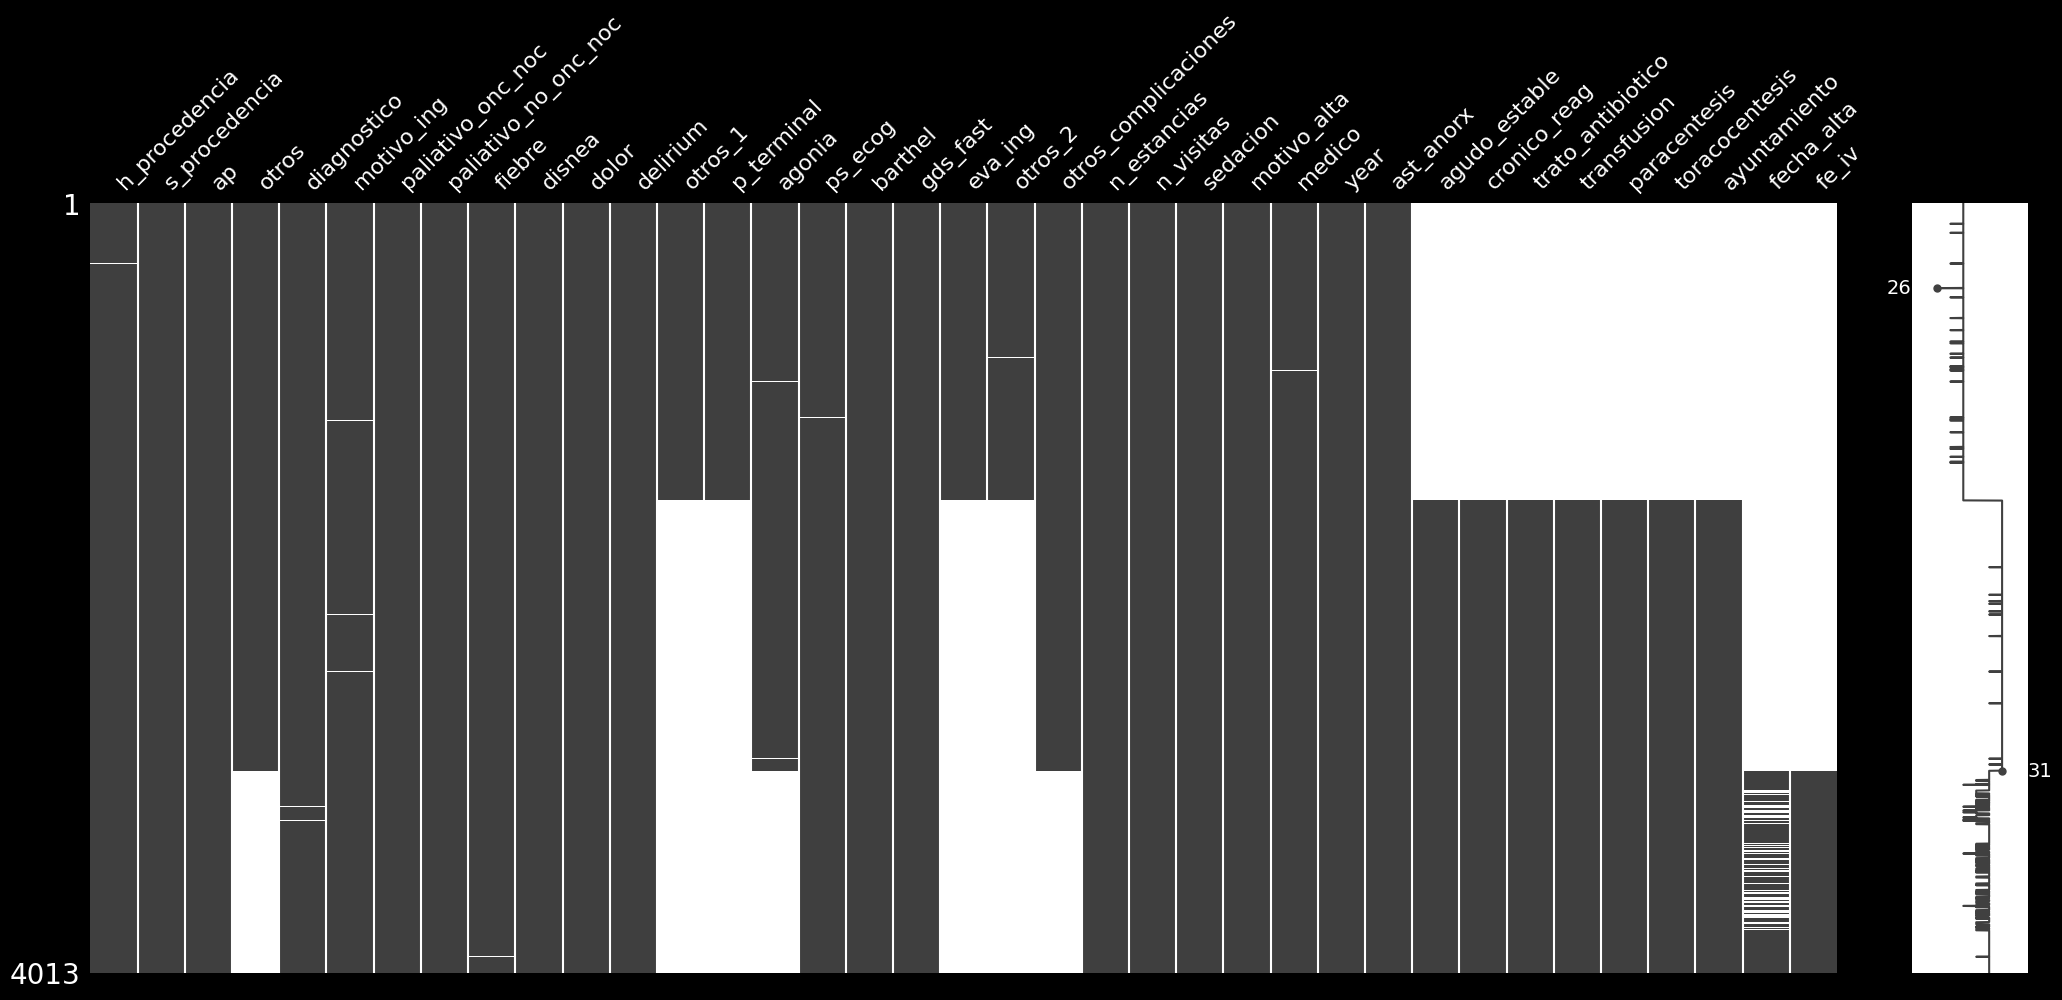 h_procedencia
s_procedencia
ap
otros
diagnostico
motivo_ing
paliativo_onc_noc
paliativo_no_onc_noc
fiebre
disnea
dolor
delirium
otros_1
p_terminal
agonia
ps_ecog
barthel
gds_fast
eva_ing
otros_2
otros_complicaciones
n_estancias
n_visitas
sedacion
motivo_alta
medico
year
ast_anorx
agudo_estable
cronico_reag
trato_antibiotico
transfusion
paracentesis
toracocentesis
ayuntamiento
fecha_alta
fe_iv
1
26
31
4013